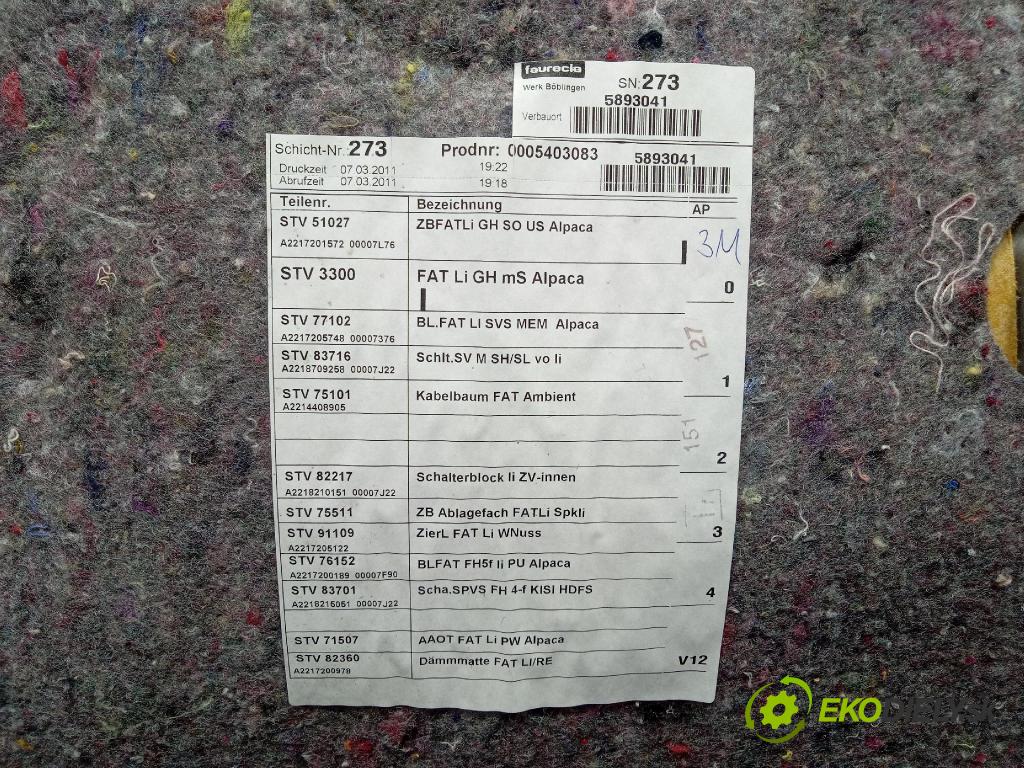 faurecia
Werk Böblingen
SN:273
5893041
Verbauort
Schicht-Nr. 273
Prodnr: 0005403083
5893041
Druckzeit 07.03.2011 19:22
Abrufzeit 07.03.2011 19:18
Teilenr. Bezeichnung AP
STV 51027 ZBFATLi GH SO US Alpaca
A2217201572 00007L76
3M
STV 3300 FAT Li GH mS Alpaca
0
STV 77102 BL.FAT LI SVS MEM Alpaca
A2217205748 00007376
127
STV 83716 Schlt.SV M SH/SL vo li
A2218709258 00007J22
1
STV 75101 Kabelbaum FAT Ambient
A2214408905
151
2
STV 82217 Schalterblock li ZV-innen
A2218210151 00007J22
STV 75511 ZB Ablagefach FATLi Spkli
STV 91109 ZierL FAT Li WNuss
3
A2217205122
STV 76152 BLFAT FH5f li PU Alpaca
A2217200189 00007F90
STV 83701 Scha.SPVS FH 4-f KISI HDFS
4
A2218215051 00007J22
STV 71507 AAOT FAT Li PW Alpaca
STV 82360 Dämmmatte FAT LI/RE
V12
A2217200978
EKODIELY.SK